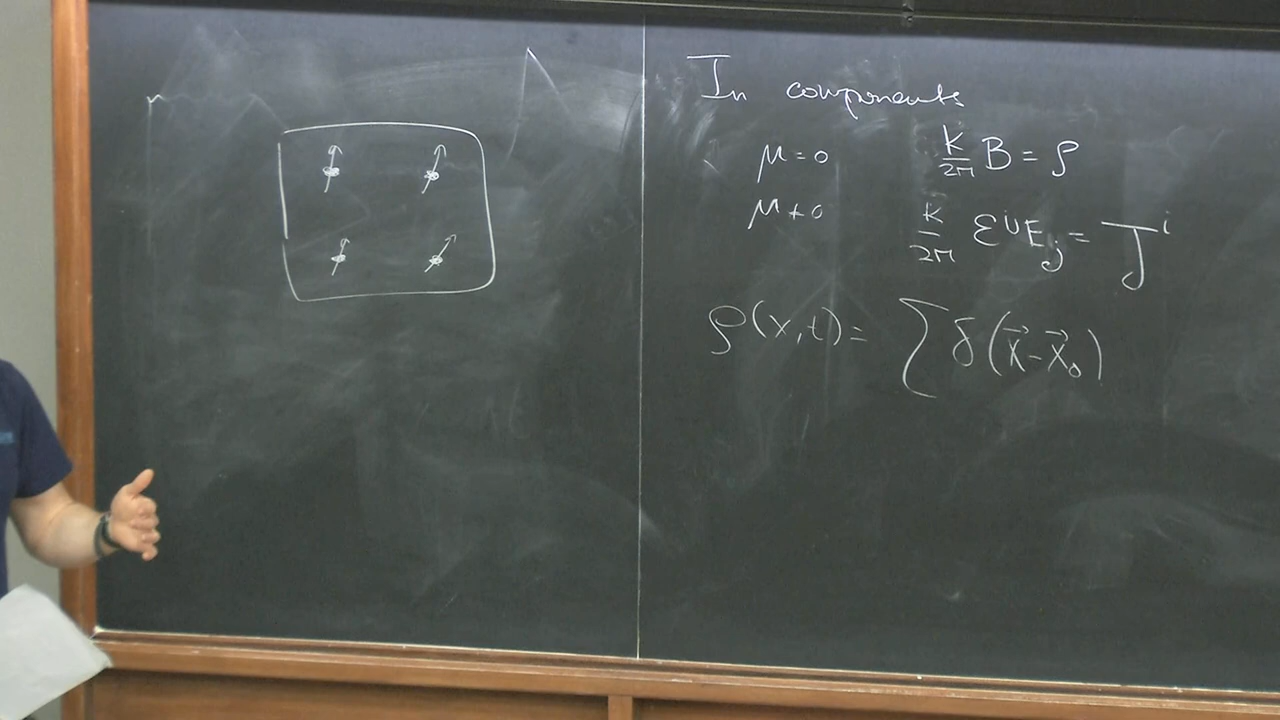 In components
μ=0 K/2π B = ρ
μ≠0 K/2π ε^{ij} E_j = J^i
ρ(x,t) = ∑ δ(x⃗-x⃗₀)